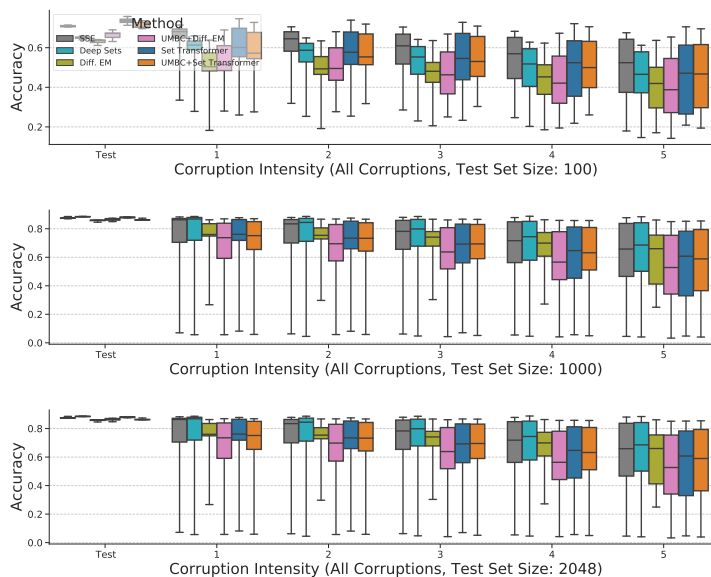 Method
SSE
Deep Sets
Diff. EM
UMBC+Diff. EM
Set Transformer
UMBC+Set Transformer
Accuracy
0.6
0.4
0.2
Test 1 2 3 4 5
Corruption Intensity (All Corruptions, Test Set Size: 100)
Accuracy
0.8
0.6
0.4
0.2
0.0
Test 1 2 3 4 5
Corruption Intensity (All Corruptions, Test Set Size: 1000)
Accuracy
0.8
0.6
0.4
0.2
0.0
Test 1 2 3 4 5
Corruption Intensity (All Corruptions, Test Set Size: 2048)